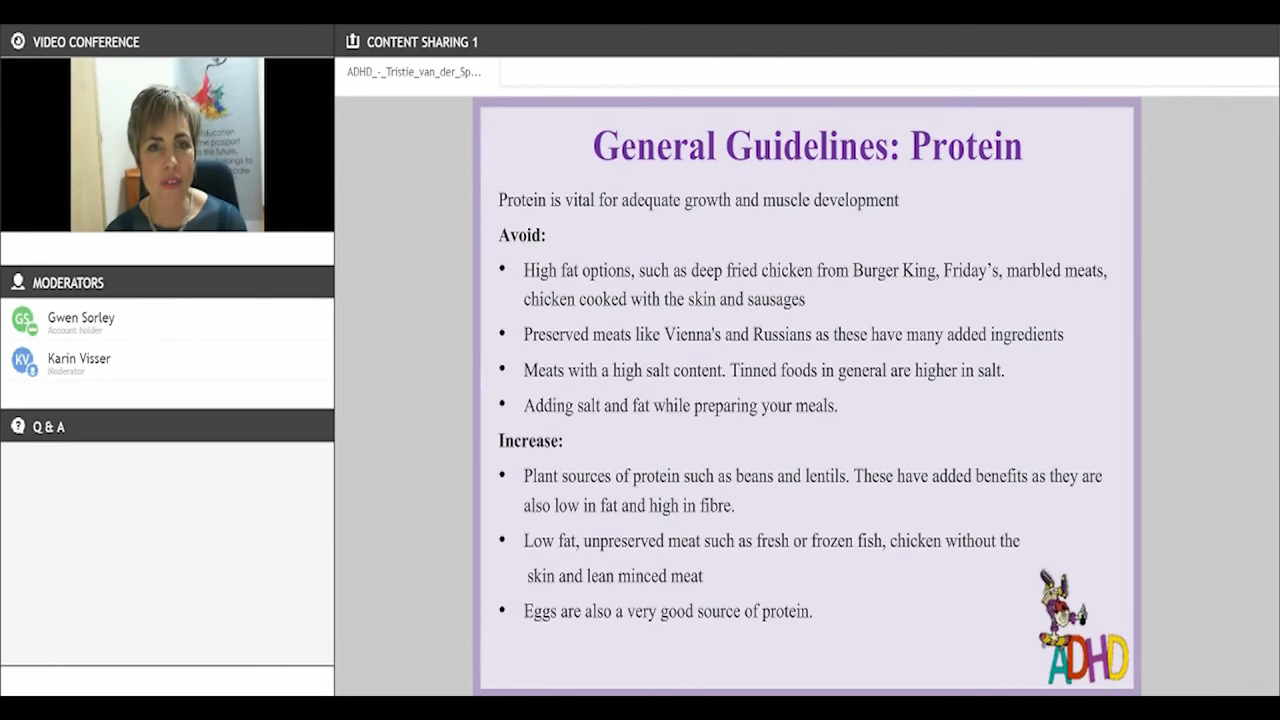 VIDEO CONFERENCE
CONTENT SHARING 1
ADHD_-_Tristie_van_der_Sp...
Education
the passport
the future.
MODERATORS
GS
Gwen Sorley
Account holder
KV
Karin Visser
Moderator
Q & A
General Guidelines: Protein
Protein is vital for adequate growth and muscle development
Avoid:
• High fat options, such as deep fried chicken from Burger King, Friday's, marbled meats,
chicken cooked with the skin and sausages
• Preserved meats like Vienna's and Russians as these have many added ingredients
• Meats with a high salt content. Tinned foods in general are higher in salt.
• Adding salt and fat while preparing your meals.
Increase:
• Plant sources of protein such as beans and lentils. These have added benefits as they are
also low in fat and high in fibre.
• Low fat, unpreserved meat such as fresh or frozen fish, chicken without the
skin and lean minced meat
• Eggs are also a very good source of protein.
ADHD